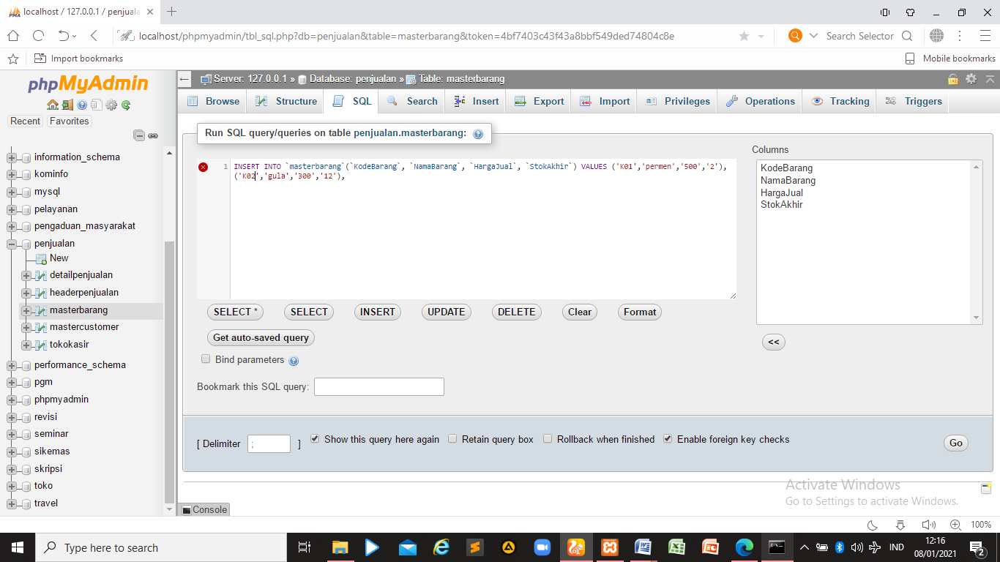 localhost / 127.0.0.1 / penjuala
localhost/phpmyadmin/tbl_sql.php?db=penjualan&table=masterbarang&token=4bf7403c43f43a8bbf549ded74804c8e
Search Selector
Import bookmarks
Mobile bookmarks
phpMyAdmin
Recent
Favorites
information_schema
kominfo
mysql
pelayanan
pengaduan_masyarakat
penjualan
New
detailpenjualan
headerpenjualan
masterbarang
mastercustomer
tokokasir
performance_schema
pgm
phpmyadmin
revisi
seminar
sikemas
skripsi
toko
travel
Server: 127.0.0.1 » Database: penjualan » Table: masterbarang
Browse
Structure
SQL
Search
Insert
Export
Import
Privileges
Operations
Tracking
Triggers
Run SQL query/queries on table penjualan.masterbarang:
1 INSERT INTO `masterbarang`(`KodeBarang`, `NamaBarang`, `HargaJual`, `StokAkhir`) VALUES ('K01','permen','500','2'),
('K02','gula','300','12'),
Columns
KodeBarang
NamaBarang
HargaJual
StokAkhir
SELECT *
SELECT
INSERT
UPDATE
DELETE
Clear
Format
<<
Get auto-saved query
Bind parameters
Bookmark this SQL query:
[ Delimiter ; ]
Show this query here again
Retain query box
Rollback when finished
Enable foreign key checks
Go
Console
Activate Windows
Go to Settings to activate Windows.
100%
Type here to search
IND
12:16
08/01/2021
2